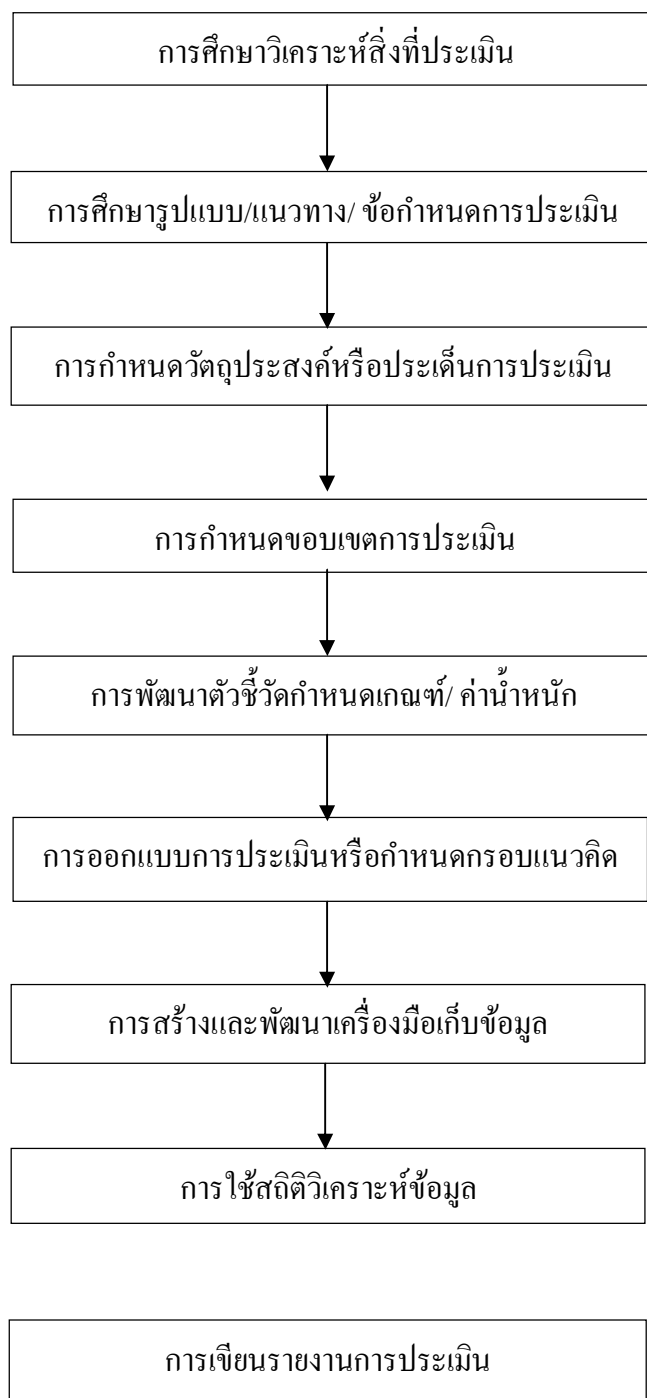 การศึกษาวิเคราะห์สิ่งที่ประเมิน
การศึกษารูปแบบ/แนวทาง/ ข้อกำหนดการประเมิน
การกำหนดวัตถุประสงค์หรือประเด็นการประเมิน
การกำหนดขอบเขตการประเมิน
การพัฒนาตัวชี้วัดกำหนดเกณฑ์/ ค่าน้ำหนัก
การออกแบบการประเมินหรือกำหนดกรอบแนวคิด
การสร้างและพัฒนาเครื่องมือเก็บข้อมูล
การใช้สถิติวิเคราะห์ข้อมูล
การเขียนรายงานการประเมิน